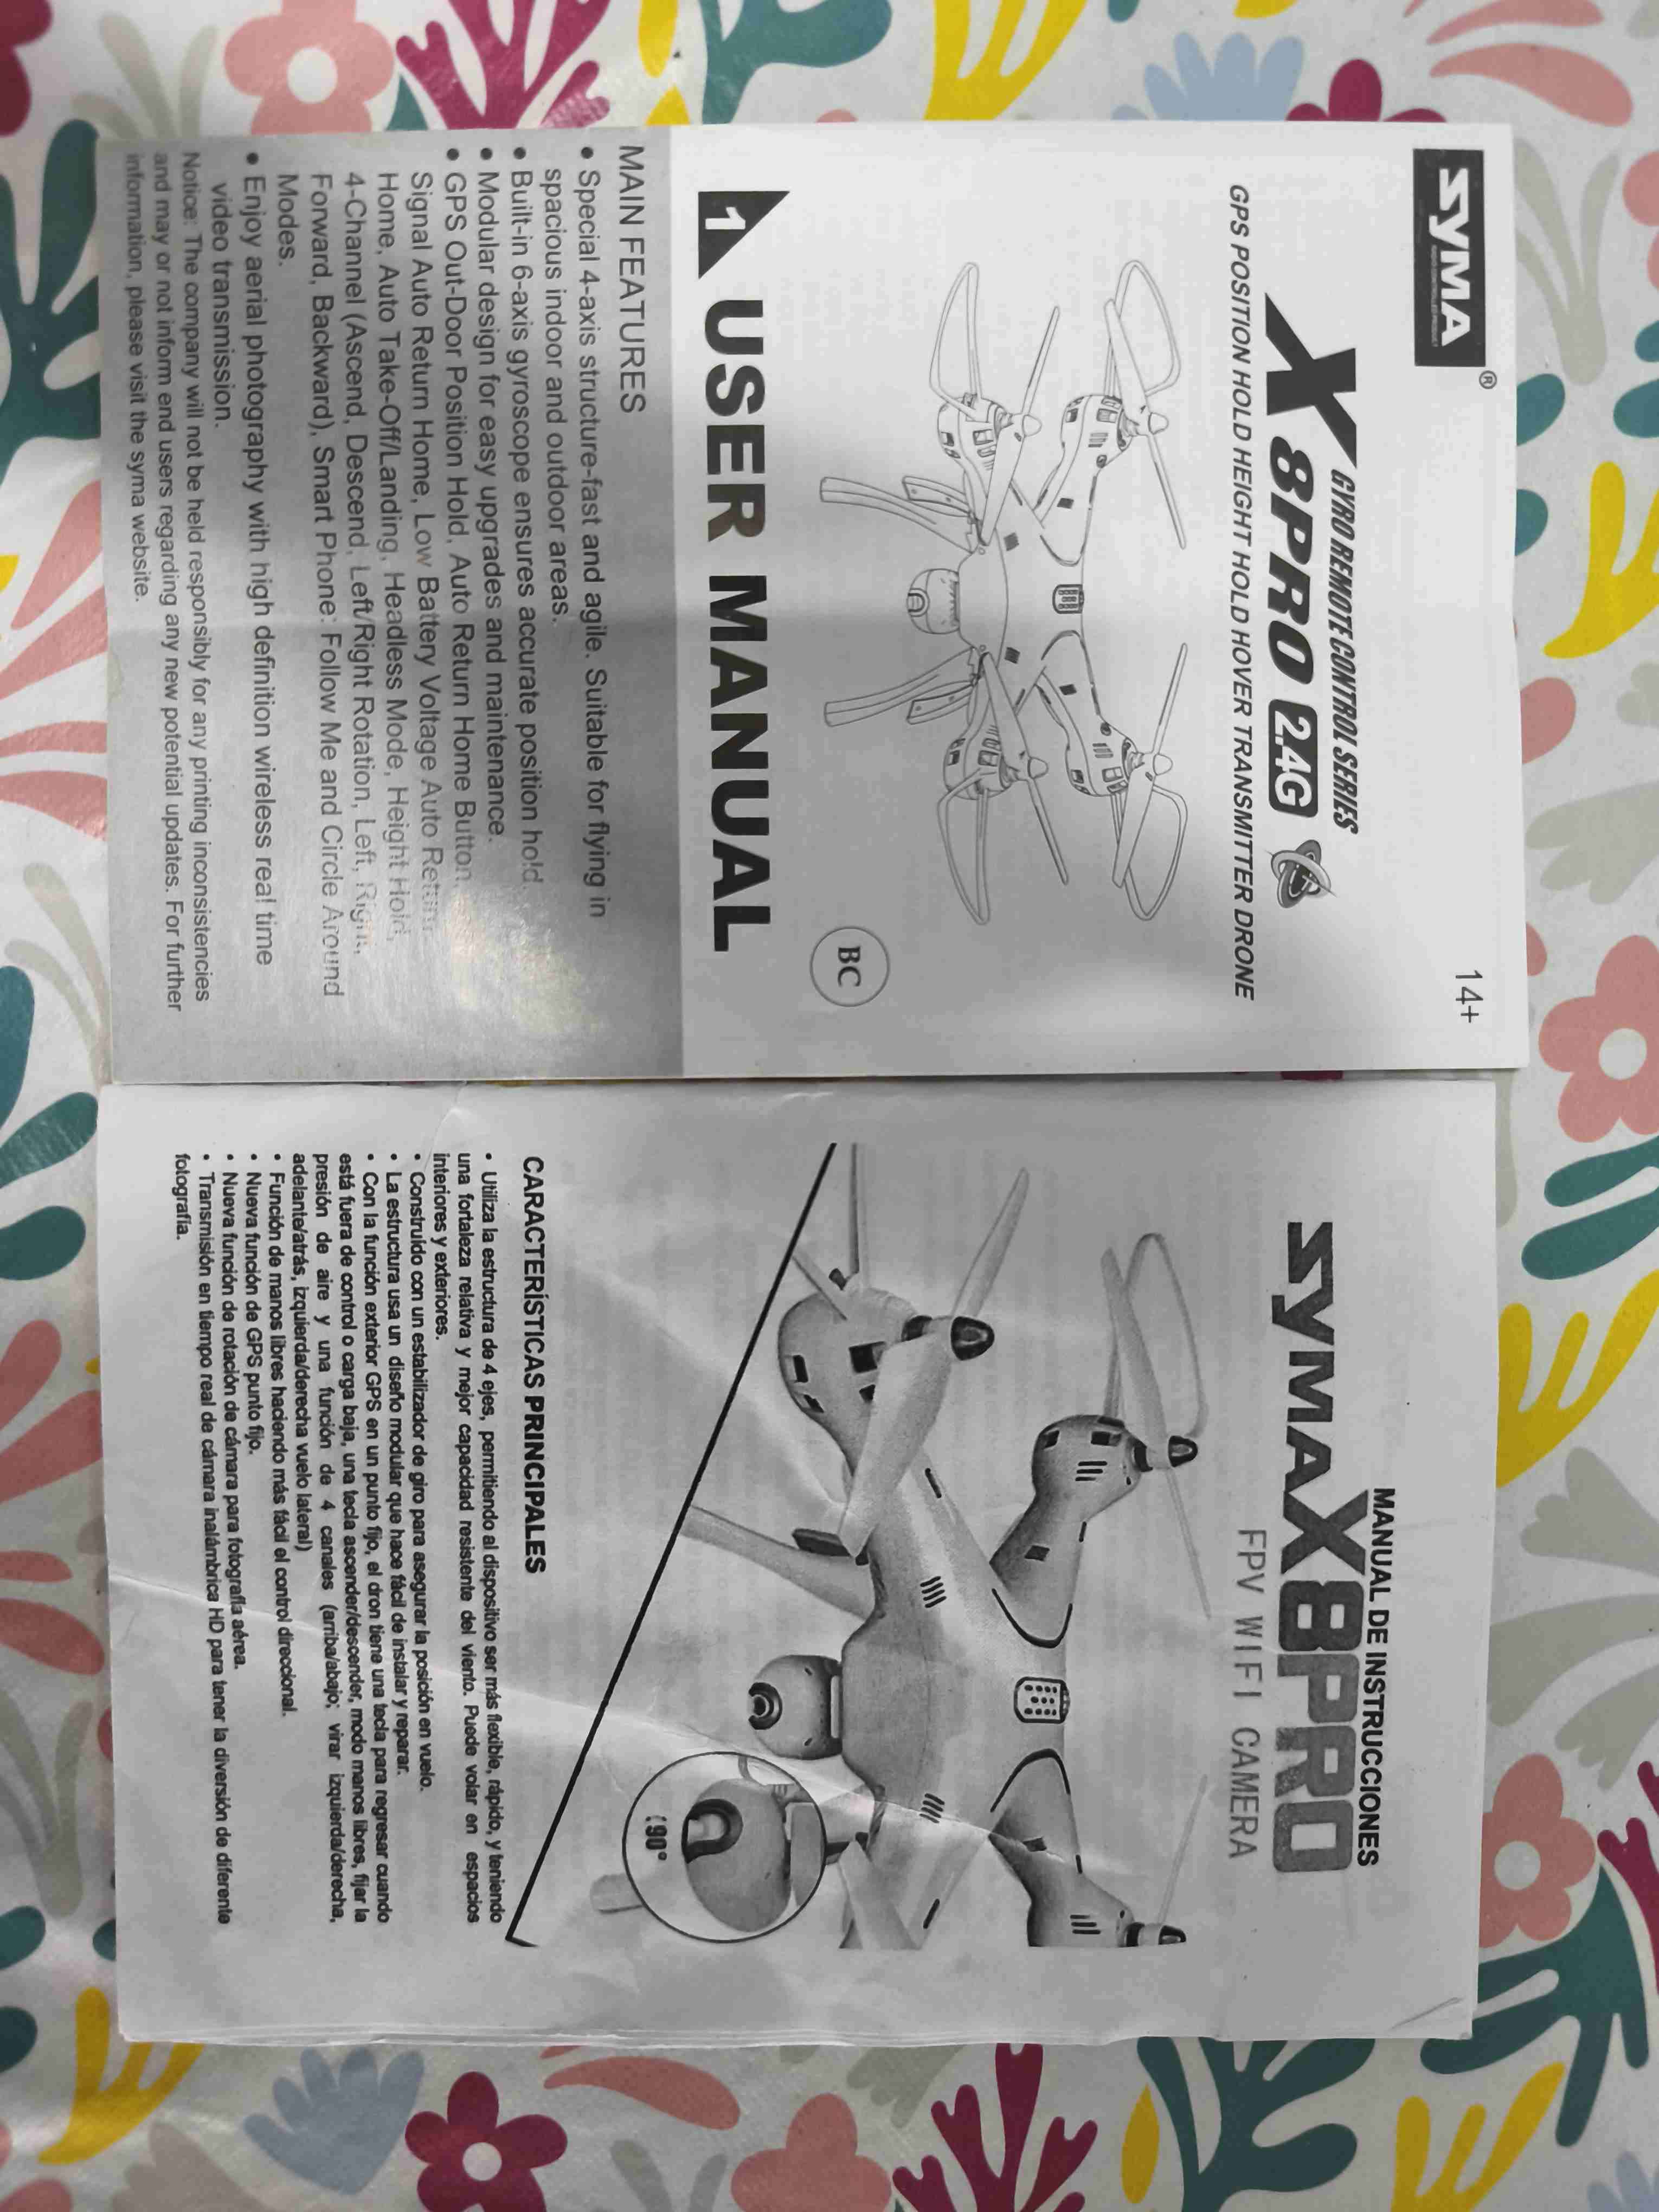 SYMA®
14+
GYRO REMOTE CONTROL SERIES
X8PRO 2.4G
GPS POSITION HOLD HEIGHT HOLD HOVER TRANSMITTER DRONE
BC
1 USER MANUAL
MAIN FEATURES
• Special 4-axis structure-fast and agile. Suitable for flying in
spacious indoor and outdoor areas.
• Built-in 6-axis gyroscope ensures accurate position hold.
• Modular design for easy upgrades and maintenance.
• GPS Out-Door Position Hold, Auto Return Home Button,
Signal Auto Return Home, Low Battery Voltage Auto Return
Home, Auto Take-Off/Landing, Headless Mode, Height Hold,
4-Channel (Ascend, Descend, Left/Right Rotation, Left, Right,
Forward, Backward), Smart Phone: Follow Me and Circle Around
Modes.
• Enjoy aerial photography with high definition wireless real time
video transmission.
Notice: The company will not be held responsibly for any printing inconsistencies
and may or not inform end users regarding any new potential updates. For further
information, please visit the syma website.
MANUAL DE INSTRUCCIONES
SYMA X8PRO
FPV WIFI CAMERA
90°
CARACTERÍSTICAS PRINCIPALES
• Utiliza la estructura de 4 ejes, permitiendo al dispositivo ser más flexible, rápido, y teniendo
una fortaleza relativa y mejor capacidad resistente del viento. Puede volar en espacios
interiores y exteriores.
• Construido con un estabilizador de giro para asegurar la posición en vuelo.
• La estructura usa un diseño modular que hace fácil de instalar y reparar.
• Con la función exterior GPS en un punto fijo, el dron tiene una tecla para regresar cuando
está fuera de control o carga baja, una tecla ascender/descender, modo manos libres, fijar la
presión de aire y una función de 4 canales (arriba/abajo; virar izquierda/derecha,
adelante/atrás, izquierda/derecha vuelo lateral)
• Función de manos libres haciendo más fácil el control direccional.
• Nueva función de GPS punto fijo.
• Nueva función de rotación de cámara para fotografía aérea.
• Transmisión en tiempo real de cámara inalámbrica HD para tener la diversión de diferente
fotografía.